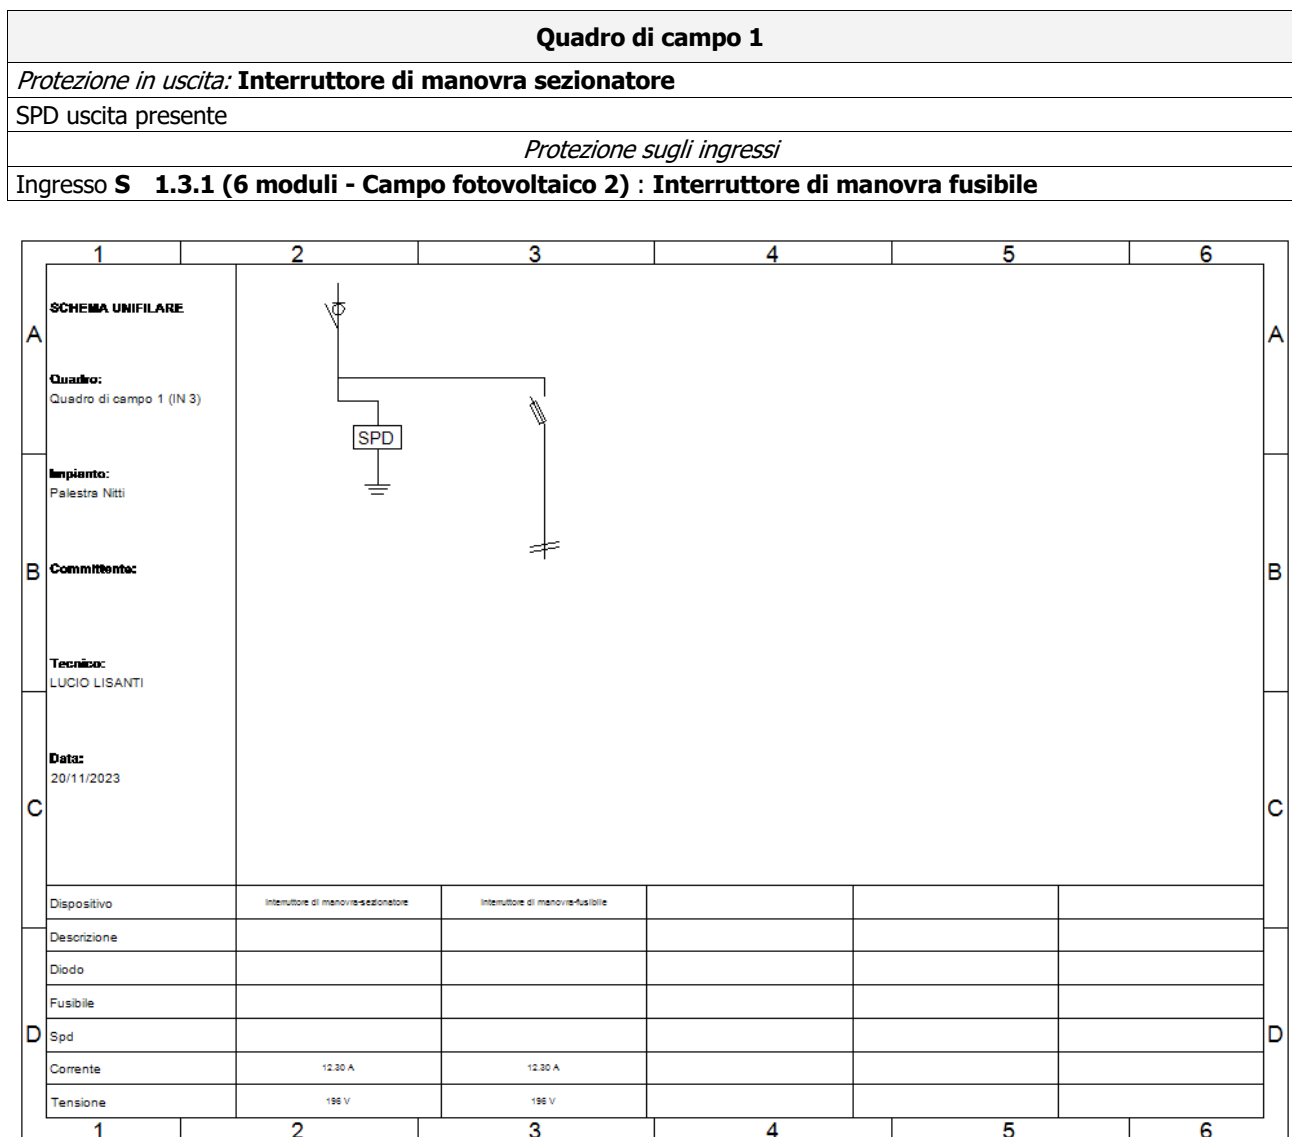 Quadro di campo 1
Protezione in uscita: Interruttore di manovra sezionatore
SPD uscita presente
Protezione sugli ingressi
Ingresso S 1.3.1 (6 moduli - Campo fotovoltaico 2) : Interruttore di manovra fusibile
1 2 3 4 5 6
SCHEMA UNIFILARE
A A
Quadro:
Quadro di campo 1 (IN 3)
SPD
Impianto:
Palestra Nitti
B Committente: B
Tecnico:
LUCIO LISANTI
Data:
20/11/2023
C C
Dispositivo Interruttore di manovra-sezionatore Interruttore di manovra-fusibile
Descrizione
Diodo
Fusibile
D Spd D
Corrente 12.30 A 12.30 A
Tensione 196 V 196 V
1 2 3 4 5 6